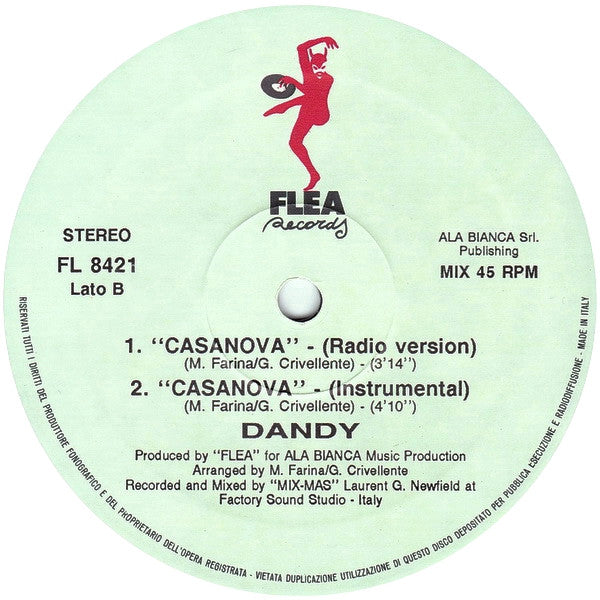 FLEA
Records
STEREO
FL 8421
Lato B
ALA BIANCA Srl.
Publishing
MIX 45 RPM
1. "CASANOVA" - (Radio version)
(M. Farina/G. Crivellente) - (3'14")
2. "CASANOVA" - (Instrumental)
(M. Farina/G. Crivellente) - (4'10")
DANDY
Produced by "FLEA" for ALA BIANCA Music Production
Arranged by M. Farina/G. Crivellente
Recorded and Mixed by "MIX-MAS" Laurent G. Newfield at
Factory Sound Studio - Italy
RISERVATI TUTTI I DIRITTI DEL PRODUTTORE FONOGRAFICO E DEL PROPRIETARIO DELL'OPERA REGISTRATA - VIETATA DUPLICAZIONE UTILIZZAZIONE DI QUESTO DISCO DEPOSITATO PER PUBBLICA ESECUZIONE E RADIODIFFUSIONE - MADE IN ITALY